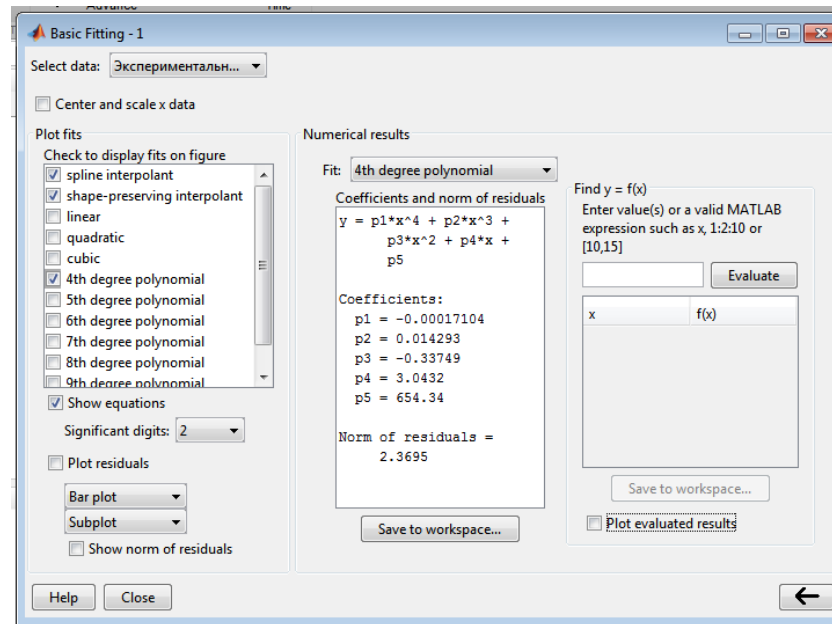 Advance Time
Basic Fitting - 1
Select data: Экспериментальн...
Center and scale x data
Plot fits
Check to display fits on figure
spline interpolant
shape-preserving interpolant
linear
quadratic
cubic
4th degree polynomial
5th degree polynomial
6th degree polynomial
7th degree polynomial
8th degree polynomial
9th degree polynomial
Show equations
Significant digits: 2
Plot residuals
Bar plot
Subplot
Show norm of residuals
Numerical results
Fit: 4th degree polynomial
Coefficients and norm of residuals
y = p1*x^4 + p2*x^3 +
p3*x^2 + p4*x +
p5
Coefficients:
p1 = -0.00017104
p2 = 0.014293
p3 = -0.33749
p4 = 3.0432
p5 = 654.34
Norm of residuals =
2.3695
Save to workspace...
Find y = f(x)
Enter value(s) or a valid MATLAB
expression such as x, 1:2:10 or
[10,15]
Evaluate
x f(x)
Save to workspace...
Plot evaluated results
Help Close